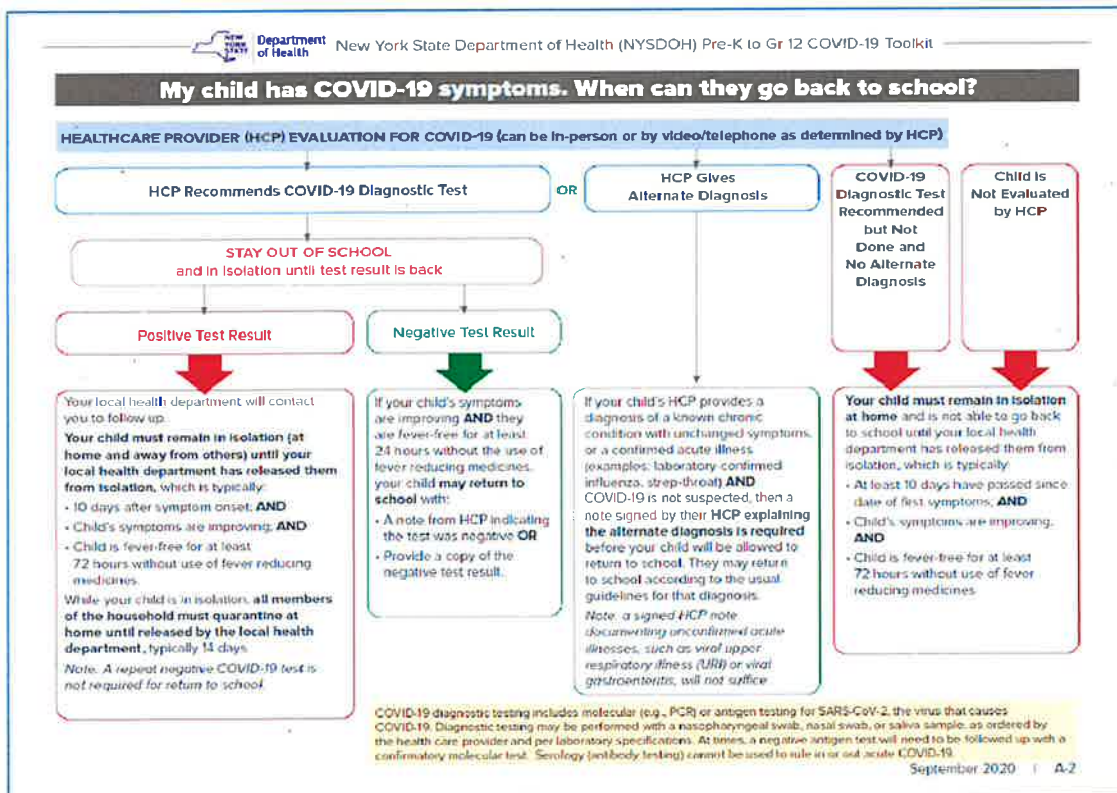 NEW YORK STATE
Department of Health
New York State Department of Health (NYSDOH) Pre-K to Gr 12 COVID-19 Toolkit
My child has COVID-19 symptoms. When can they go back to school?
HEALTHCARE PROVIDER (HCP) EVALUATION FOR COVID-19 (can be in-person or by video/telephone as determined by HCP)
HCP Recommends COVID-19 Diagnostic Test
OR
HCP Gives
Alternate Diagnosis
COVID-19
Diagnostic Test
Recommended
but Not
Done and
No Alternate
Diagnosis
Child is
Not Evaluated
by HCP
STAY OUT OF SCHOOL
and in isolation until test result is back
Positive Test Result
Negative Test Result
Your local health department will contact
you to follow up.
Your child must remain in isolation (at
home and away from others) until your
local health department has released them
from isolation, which is typically:
• 10 days after symptom onset; AND
• Child's symptoms are improving; AND
• Child is fever-free for at least
72 hours without use of fever reducing
medicines.
While your child is in isolation, all members
of the household must quarantine at
home until released by the local health
department, typically 14 days.
Note: A repeat negative COVID-19 test is
not required for return to school.
If your child's symptoms
are improving AND they
are fever-free for at least
24 hours without the use of
fever reducing medicines,
your child may return to
school with:
• A note from HCP indicating
the test was negative OR
• Provide a copy of the
negative test result.
If your child's HCP provides a
diagnosis of a known chronic
condition with unchanged symptoms,
or a confirmed acute illness
(examples: laboratory-confirmed
influenza, strep-throat) AND
COVID-19 is not suspected, then a
note signed by their HCP explaining
the alternate diagnosis is required
before your child will be allowed to
return to school. They may return
to school according to the usual
guidelines for that diagnosis.
Note: a signed HCP note
documenting unconfirmed acute
illnesses, such as viral upper
respiratory illness (URI) or viral
gastroenteritis, will not suffice.
Your child must remain in isolation
at home and is not able to go back
to school until your local health
department has released them from
isolation, which is typically:
• At least 10 days have passed since
date of first symptoms; AND
• Child's symptoms are improving;
AND
• Child is fever-free for at least
72 hours without use of fever
reducing medicines.
COVID-19 diagnostic testing includes molecular (e.g., PCR) or antigen testing for SARS-CoV-2, the virus that causes
COVID-19. Diagnostic testing may be performed with a nasopharyngeal swab, nasal swab, or saliva sample, as ordered by
the health care provider and per laboratory specifications. At times, a negative antigen test will need to be followed up with a
confirmatory molecular test. Serology (antibody testing) cannot be used to rule in or out acute COVID-19.
September 2020 | A-2